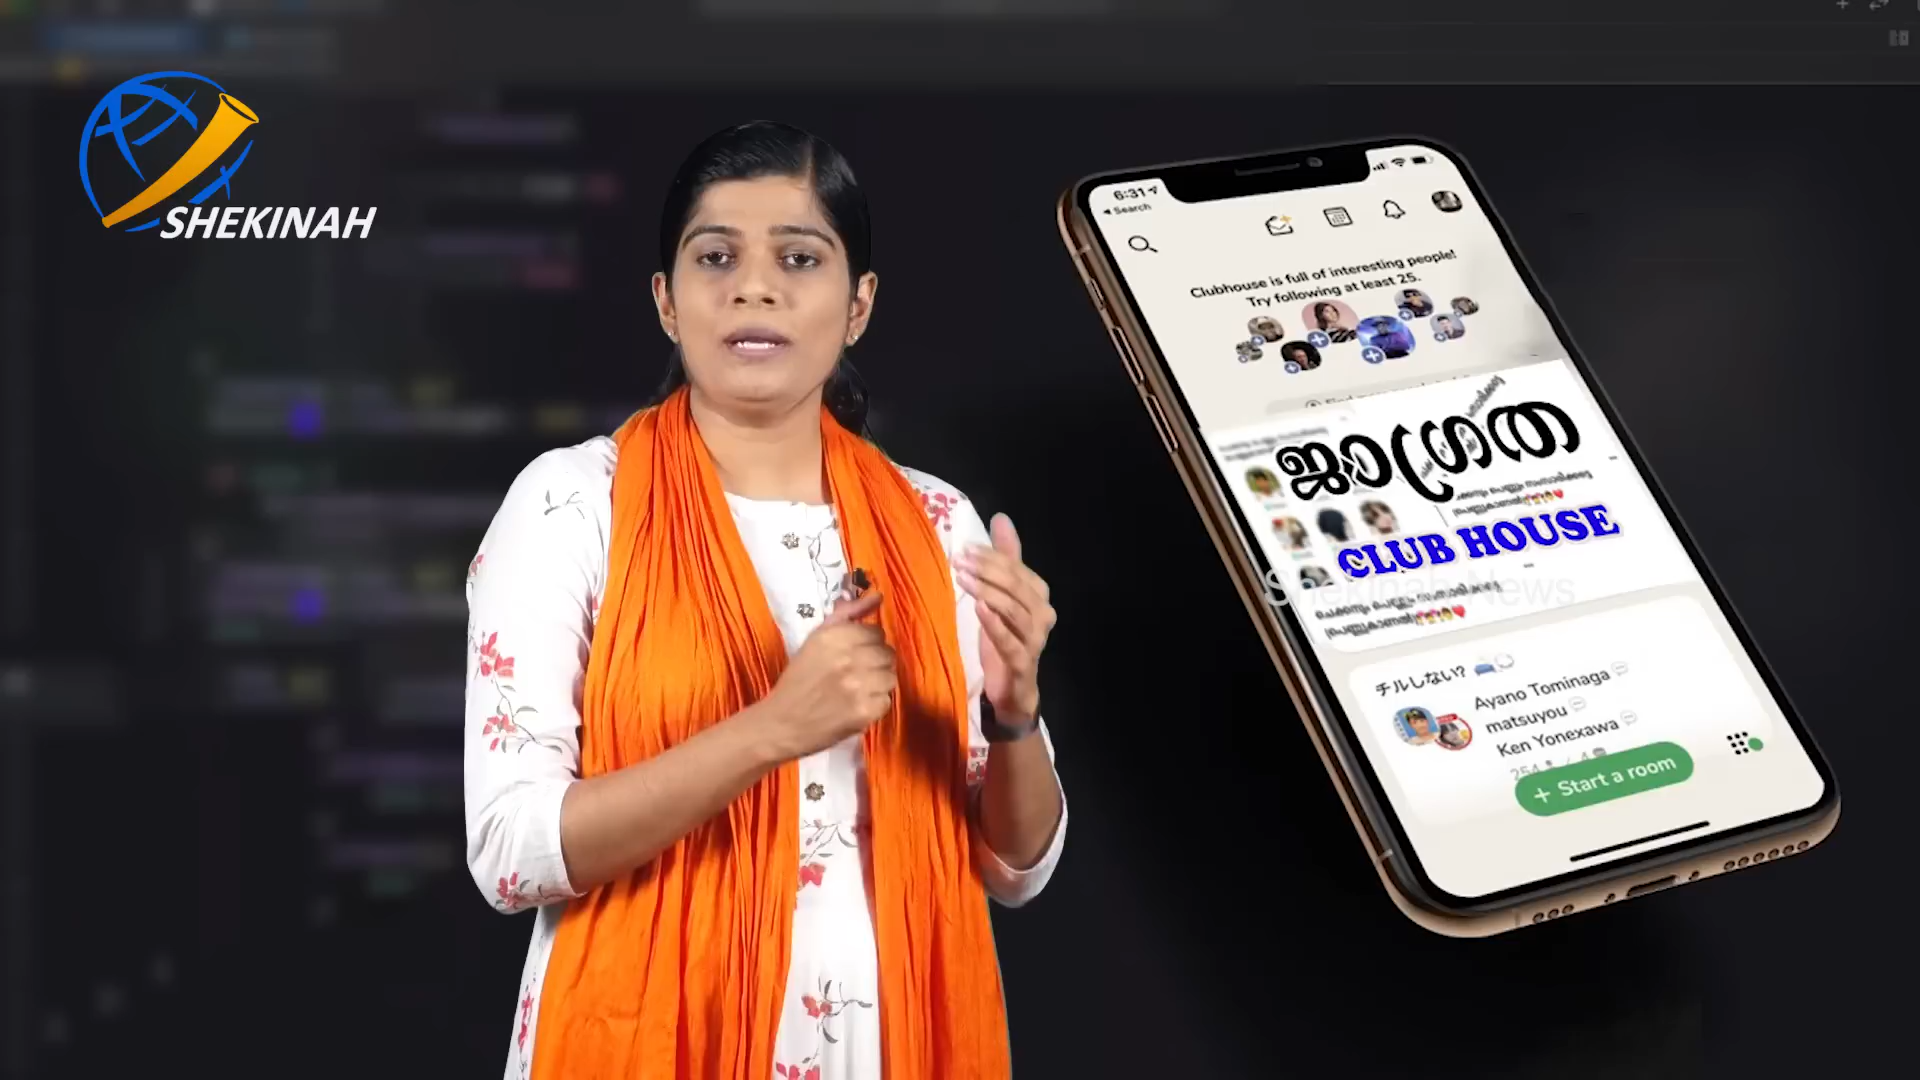 SHEKINAH
6:31
Search
Clubhouse is full of interesting people!
Try following at least 25.
ജാഗ്രത
CLUB HOUSE
Shekinah News
チルしない?
Ayano Tominaga
matsuyou
Ken Yonexawa
+ Start a room